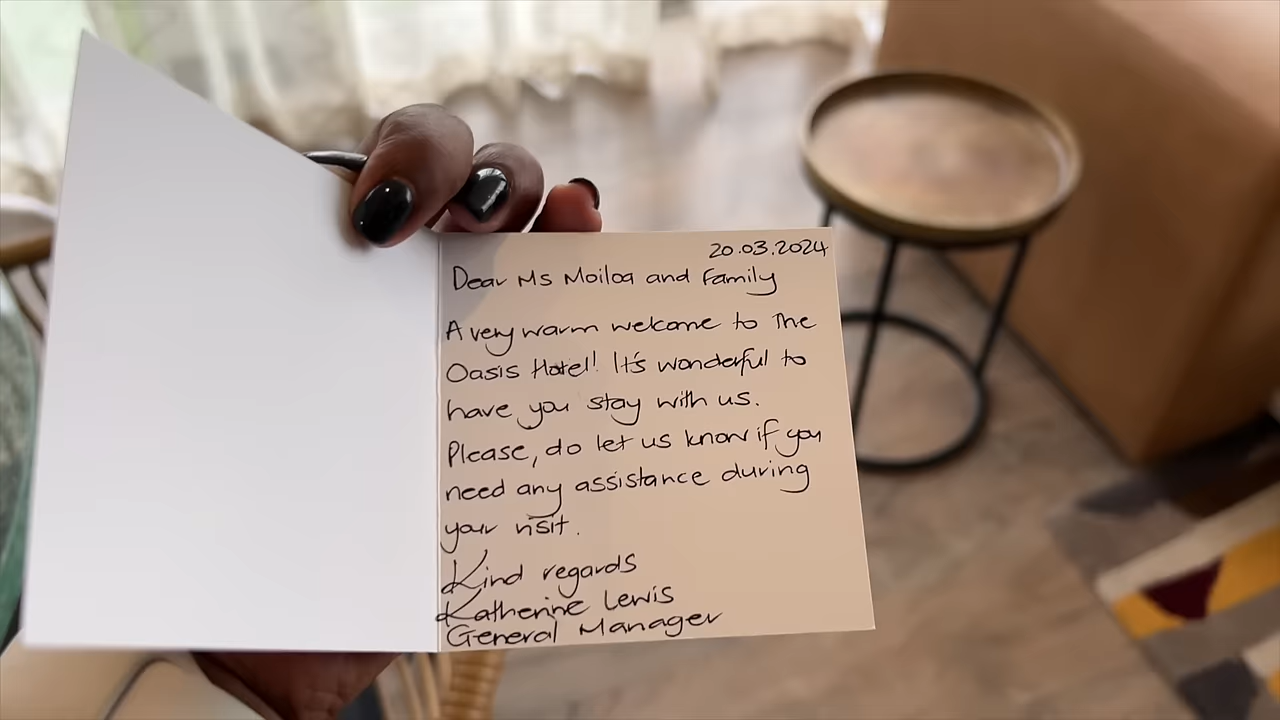 20.03.2024
Dear Ms Moiloa and Family
A very warm welcome to The
Oasis Hotel! It's wonderful to
have you stay with us.
Please, do let us know if you
need any assistance during
your visit.
Kind regards
Katherine Lewis
General Manager